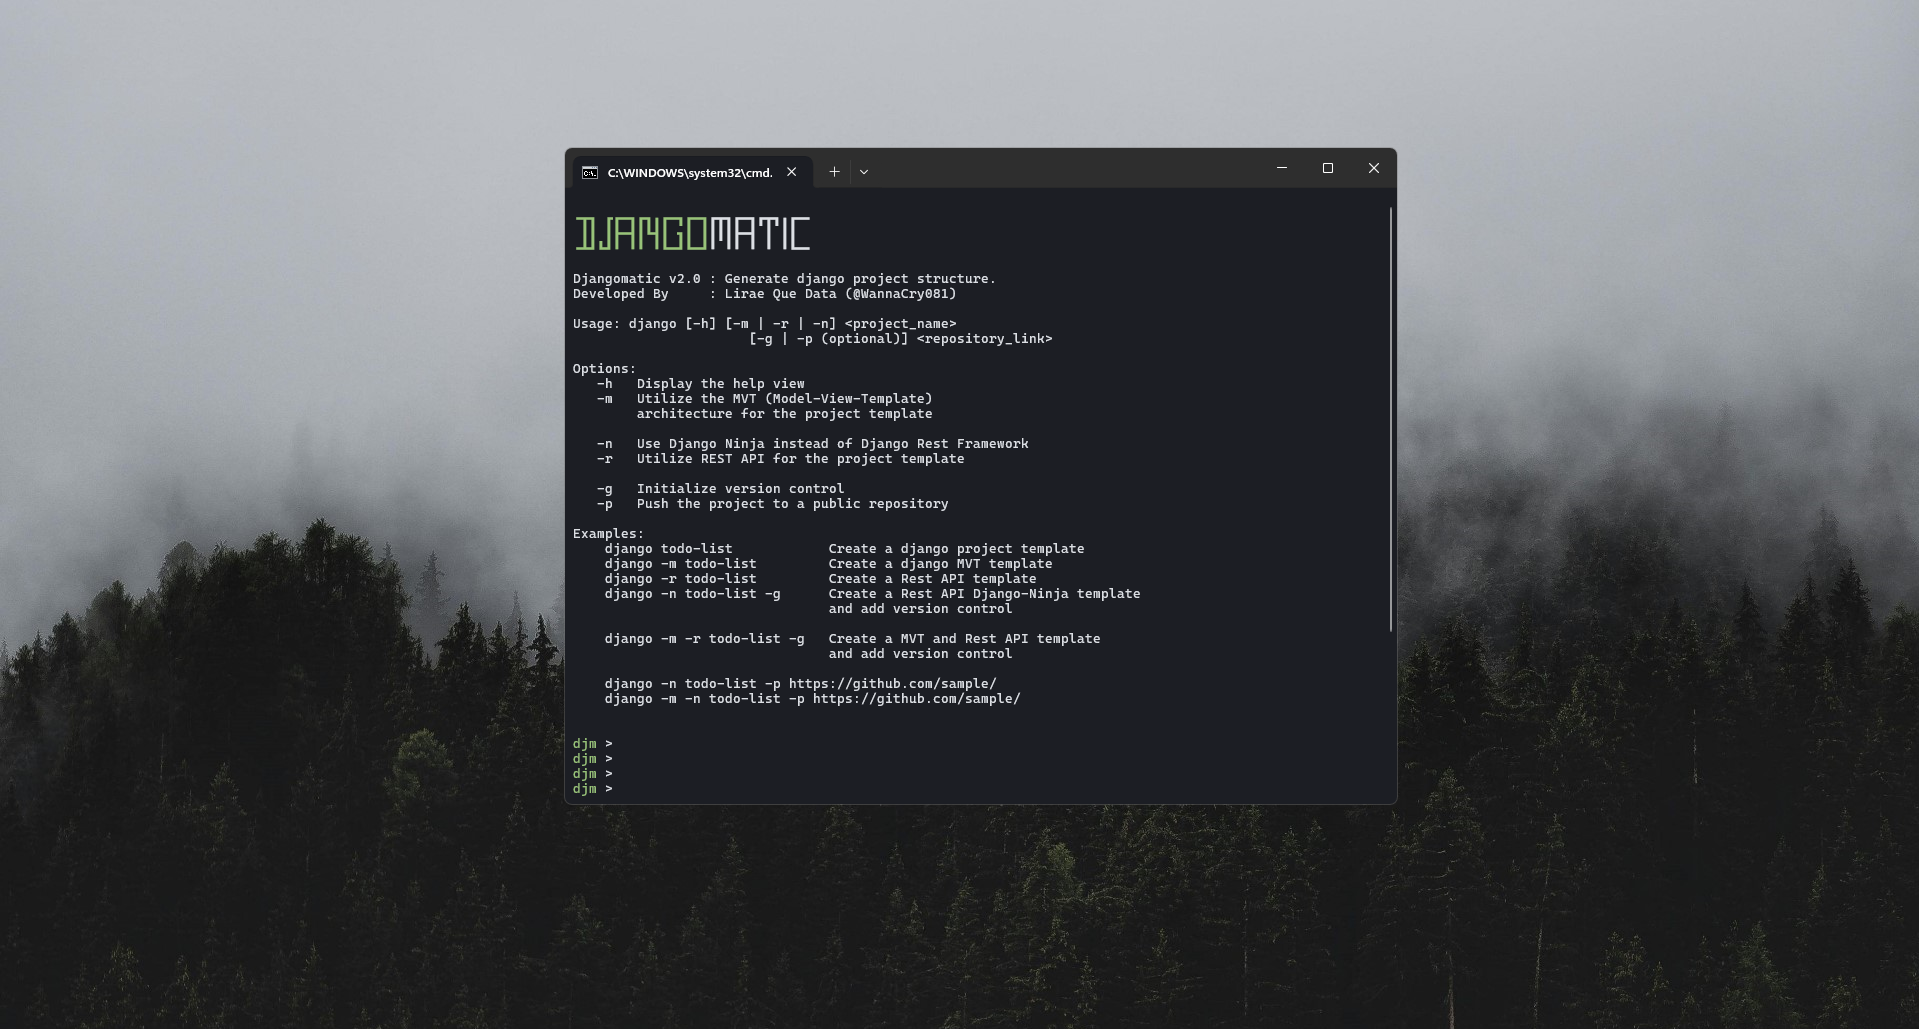 C:\WINDOWS\system32\cmd.
DJANGOMATIC
Djangomatic v2.0 : Generate django project structure.
Developed By     : Lirae Que Data (@WannaCry081)
Usage: django [-h] [-m | -r | -n] <project_name>
                      [-g | -p (optional)] <repository_link>
Options:
   -h   Display the help view
   -m   Utilize the MVT (Model-View-Template)
        architecture for the project template
   -n   Use Django Ninja instead of Django Rest Framework
   -r   Utilize REST API for the project template
   -g   Initialize version control
   -p   Push the project to a public repository
Examples:
    django todo-list            Create a django project template
    django -m todo-list         Create a django MVT template
    django -r todo-list         Create a Rest API template
    django -n todo-list -g      Create a Rest API Django-Ninja template
                                and add version control
    django -m -r todo-list -g   Create a MVT and Rest API template
                                and add version control
    django -n todo-list -p https://github.com/sample/
    django -m -n todo-list -p https://github.com/sample/
djm >
djm >
djm >
djm >